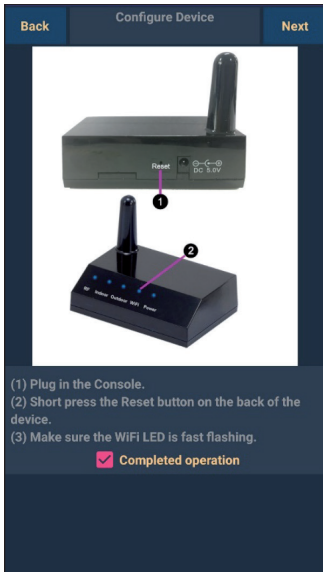 Back
Configure Device
Next
Reset
DC 5.0V
1
2
RF Indoor Outdoor WiFi Power
(1) Plug in the Console.
(2) Short press the Reset button on the back of the
device.
(3) Make sure the WiFi LED is fast flashing.
Completed operation